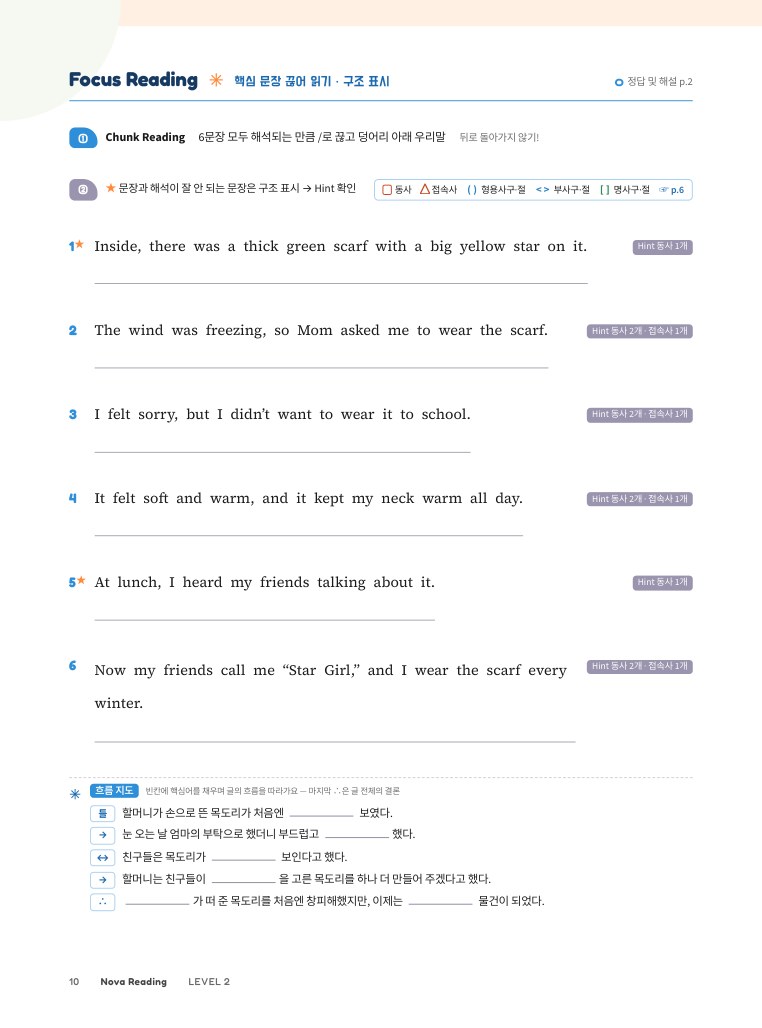 Focus Reading ✳ 핵심 문장 끊어 읽기 · 구조 표시 정답 및 해설 p.2
① Chunk Reading 6문장 모두 해석되는 만큼 /로 끊고 덩어리 아래 우리말 뒤로 돌아가지 않기!
② ★ 문장과 해석이 잘 안 되는 문장은 구조 표시 → Hint 확인 □ 동사 △ 접속사 ( ) 형용사구·절 < > 부사구·절 [ ] 명사구·절 ☞ p.6
1★ Inside, there was a thick green scarf with a big yellow star on it. Hint 동사 1개
2 The wind was freezing, so Mom asked me to wear the scarf. Hint 동사 2개 · 접속사 1개
3 I felt sorry, but I didn’t want to wear it to school. Hint 동사 2개 · 접속사 1개
4 It felt soft and warm, and it kept my neck warm all day. Hint 동사 2개 · 접속사 1개
5★ At lunch, I heard my friends talking about it. Hint 동사 1개
6 Now my friends call me “Star Girl,” and I wear the scarf every Hint 동사 2개 · 접속사 1개
winter.
✳ 흐름 지도 빈칸에 핵심어를 채우며 글의 흐름을 따라가요 — 마지막 ∴은 글 전체의 결론
틀 할머니가 손으로 뜬 목도리가 처음엔 ________ 보였다.
→ 눈 오는 날 엄마의 부탁으로 했더니 부드럽고 ________ 했다.
↔ 친구들은 목도리가 ________ 보인다고 했다.
→ 할머니는 친구들이 ________ 을 고른 목도리를 하나 더 만들어 주겠다고 했다.
∴ ________ 가 떠 준 목도리를 처음엔 창피해했지만, 이제는 ________ 물건이 되었다.
10 Nova Reading LEVEL 2